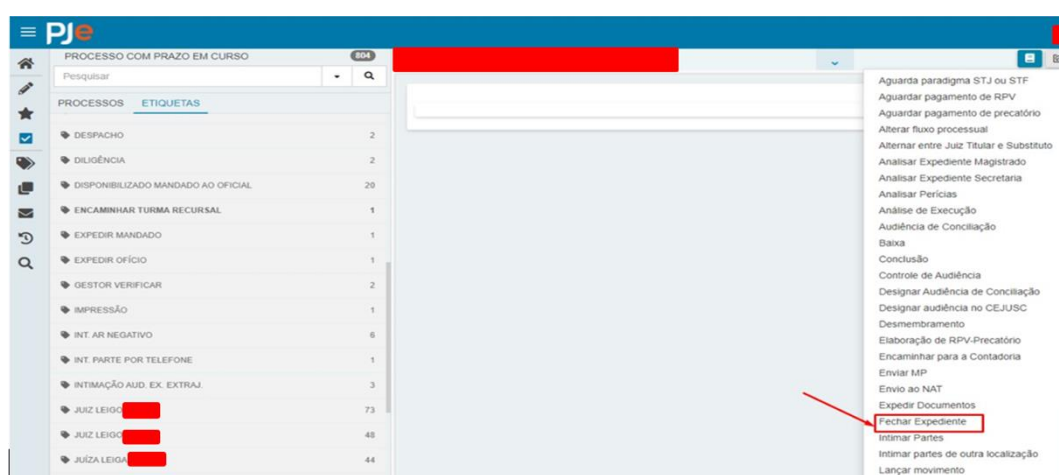 PJe
PROCESSO COM PRAZO EM CURSO 804
Pesquisar
PROCESSOS ETIQUETAS
DESPACHO 2
DILIGÊNCIA 2
DISPONIBILIZADO MANDADO AO OFICIAL 20
ENCAMINHAR TURMA RECURSAL 1
EXPEDIR MANDADO 1
EXPEDIR OFÍCIO 1
GESTOR VERIFICAR 2
IMPRESSÃO 1
INT. AR NEGATIVO 6
INT. PARTE POR TELEFONE 1
INTIMAÇÃO AUD. EX. EXTRAJ. 3
JUIZ LEIGO 73
JUIZ LEIGO 48
JUÍZA LEIGA 44
Aguarda paradigma STJ ou STF
Aguardar pagamento de RPV
Aguardar pagamento de precatório
Alterar fluxo processual
Alternar entre Juiz Titular e Substituto
Analisar Expediente Magistrado
Analisar Expediente Secretaria
Analisar Perícias
Análise de Execução
Audiência de Conciliação
Baixa
Conclusão
Controle de Audiência
Designar Audiência de Conciliação
Designar audiência no CEJUSC
Desmembramento
Elaboração de RPV-Precatório
Encaminhar para a Contadoria
Enviar MP
Envio ao NAT
Expedir Documentos
Fechar Expediente
Intimar Partes
Intimar partes de outra localização
Lançar movimento